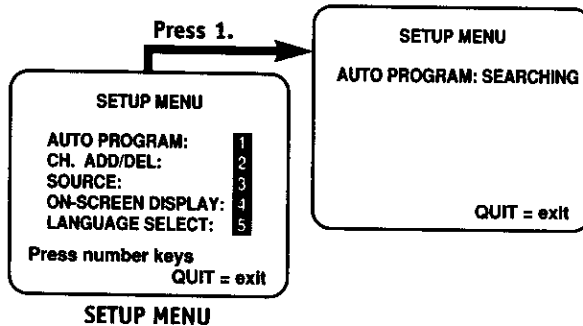 Press 1.
SETUP MENU
AUTO PROGRAM: 1
CH. ADD/DEL: 2
SOURCE: 3
ON-SCREEN DISPLAY: 4
LANGUAGE SELECT: 5
Press number keys
QUIT = exit
SETUP MENU
SETUP MENU
AUTO PROGRAM: SEARCHING
QUIT = exit